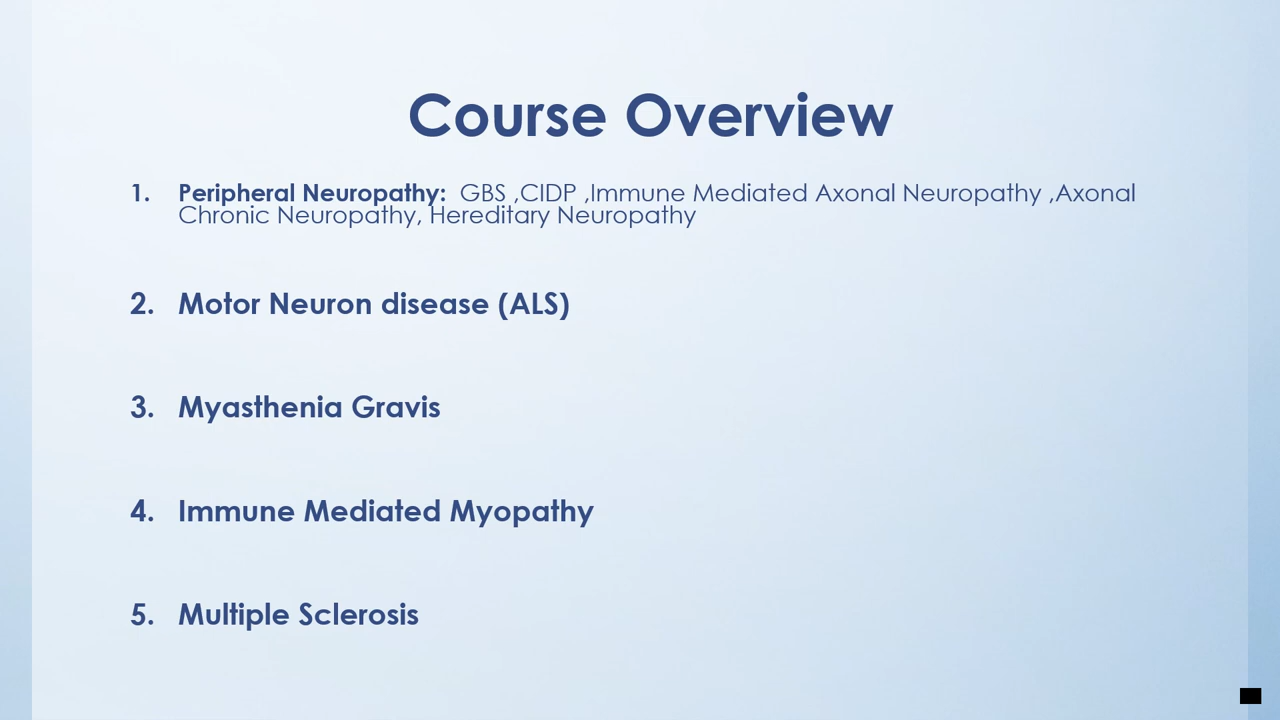 Course Overview
1. Peripheral Neuropathy: GBS ,CIDP ,Immune Mediated Axonal Neuropathy ,Axonal
Chronic Neuropathy, Hereditary Neuropathy
2. Motor Neuron disease (ALS)
3. Myasthenia Gravis
4. Immune Mediated Myopathy
5. Multiple Sclerosis